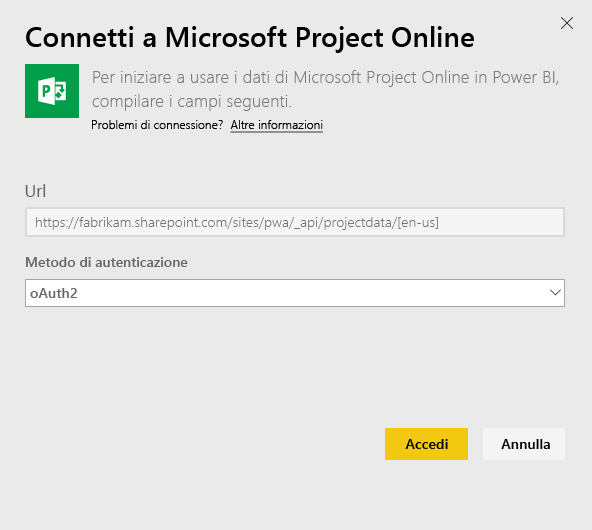 Connetti a Microsoft Project Online
Per iniziare a usare i dati di Microsoft Project Online in Power BI,
compilare i campi seguenti.
Problemi di connessione? Altre informazioni
Url
https://fabrikam.sharepoint.com/sites/pwa/_api/projectdata/[en-us]
Metodo di autenticazione
oAuth2
Accedi Annulla